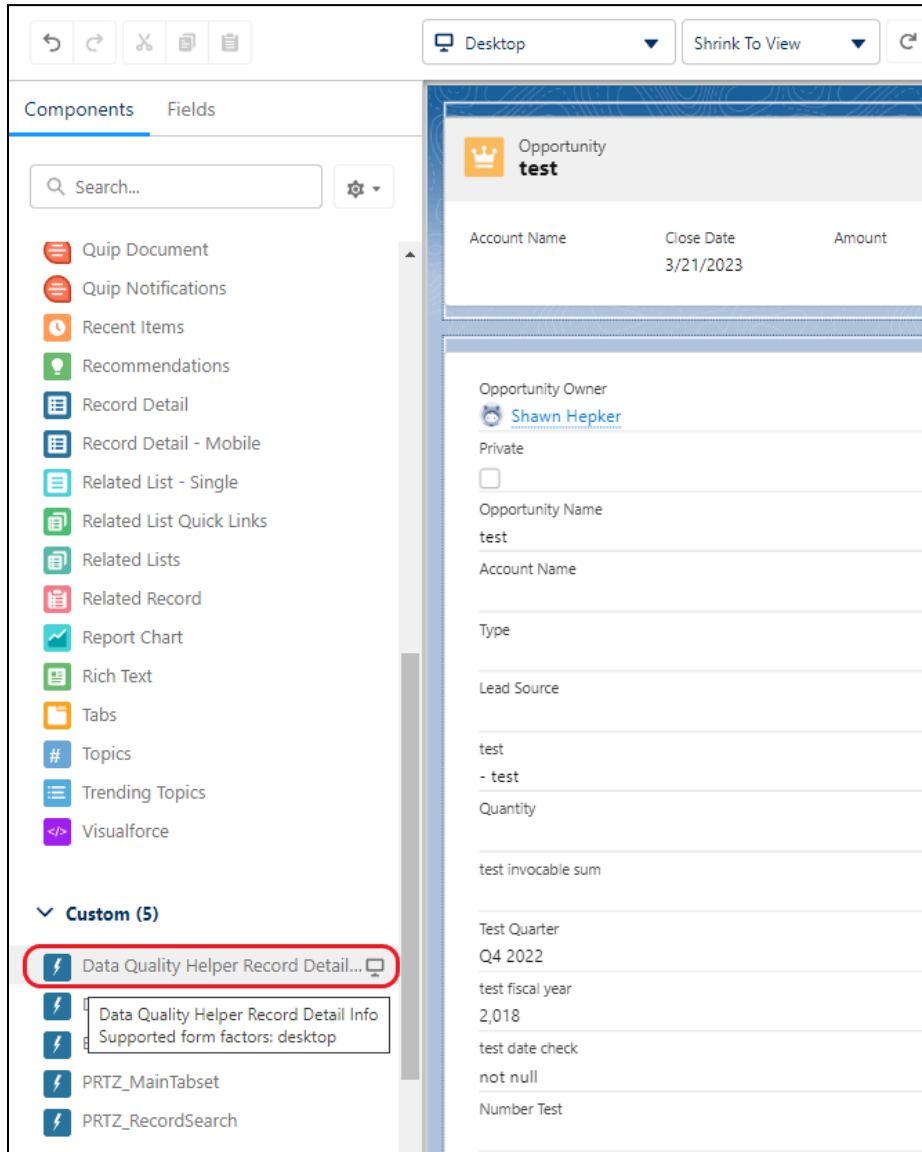 Desktop
Shrink To View
Components
Fields
Search...
Quip Document
Quip Notifications
Recent Items
Recommendations
Record Detail
Record Detail - Mobile
Related List - Single
Related List Quick Links
Related Lists
Related Record
Report Chart
Rich Text
Tabs
# Topics
Trending Topics
</> Visualforce
Custom (5)
Data Quality Helper Record Detail...
Data Quality Helper Record Detail Info
Supported form factors: desktop
PRTZ_MainTabset
PRTZ_RecordSearch
Opportunity
test
Account Name
Close Date
Amount
3/21/2023
Opportunity Owner
Shawn Hepker
Private
Opportunity Name
test
Account Name
Type
Lead Source
test
- test
Quantity
test invocable sum
Test Quarter
Q4 2022
test fiscal year
2,018
test date check
not null
Number Test